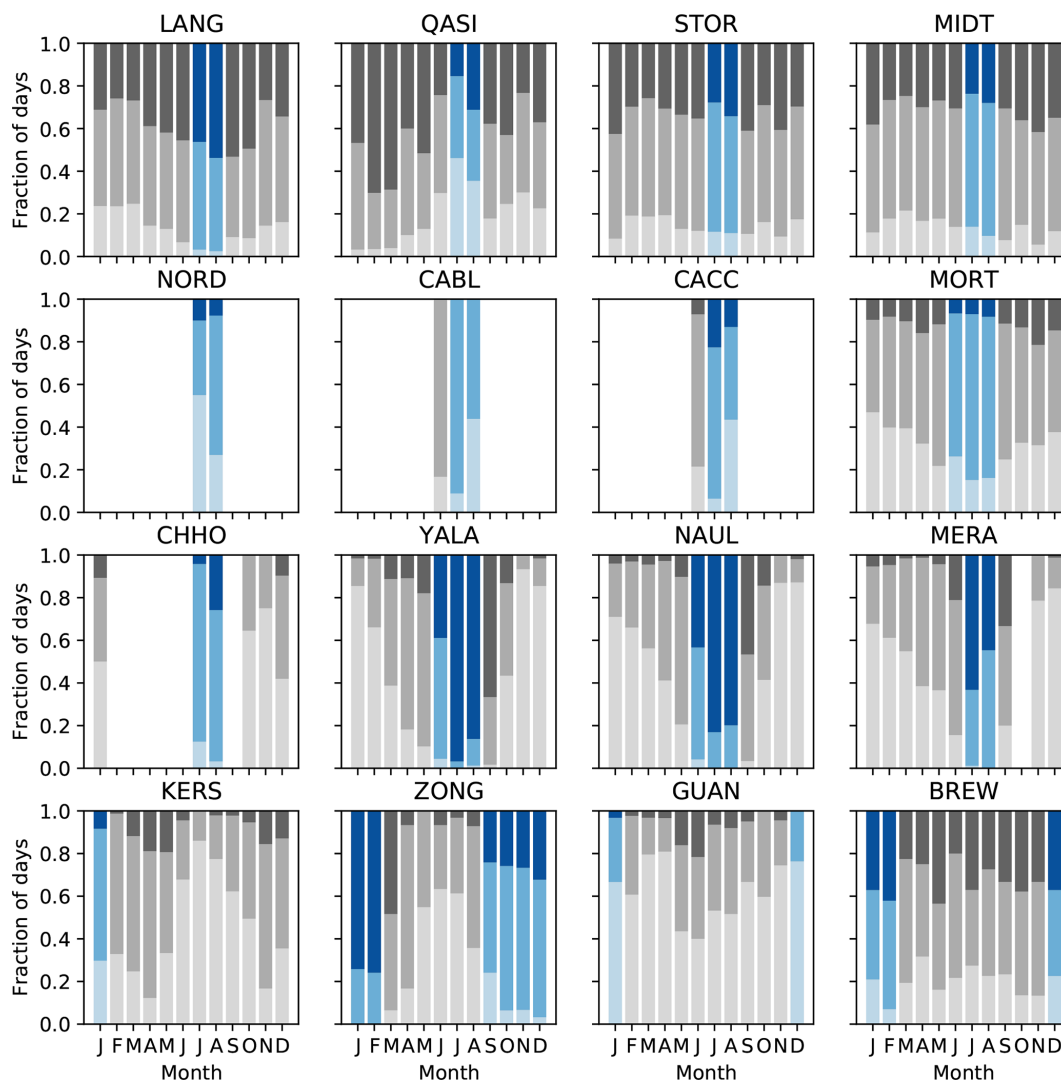 LANG QASI STOR MIDT
Fraction of days
1.0
0.8
0.6
0.4
0.2
0.0
NORD CABL CACC MORT
Fraction of days
1.0
0.8
0.6
0.4
0.2
0.0
CHHO YALA NAUL MERA
Fraction of days
1.0
0.8
0.6
0.4
0.2
0.0
KERS ZONG GUAN BREW
Fraction of days
1.0
0.8
0.6
0.4
0.2
0.0
J F M A M J J A S O N D J F M A M J J A S O N D J F M A M J J A S O N D J F M A M J J A S O N D
Month Month Month Month